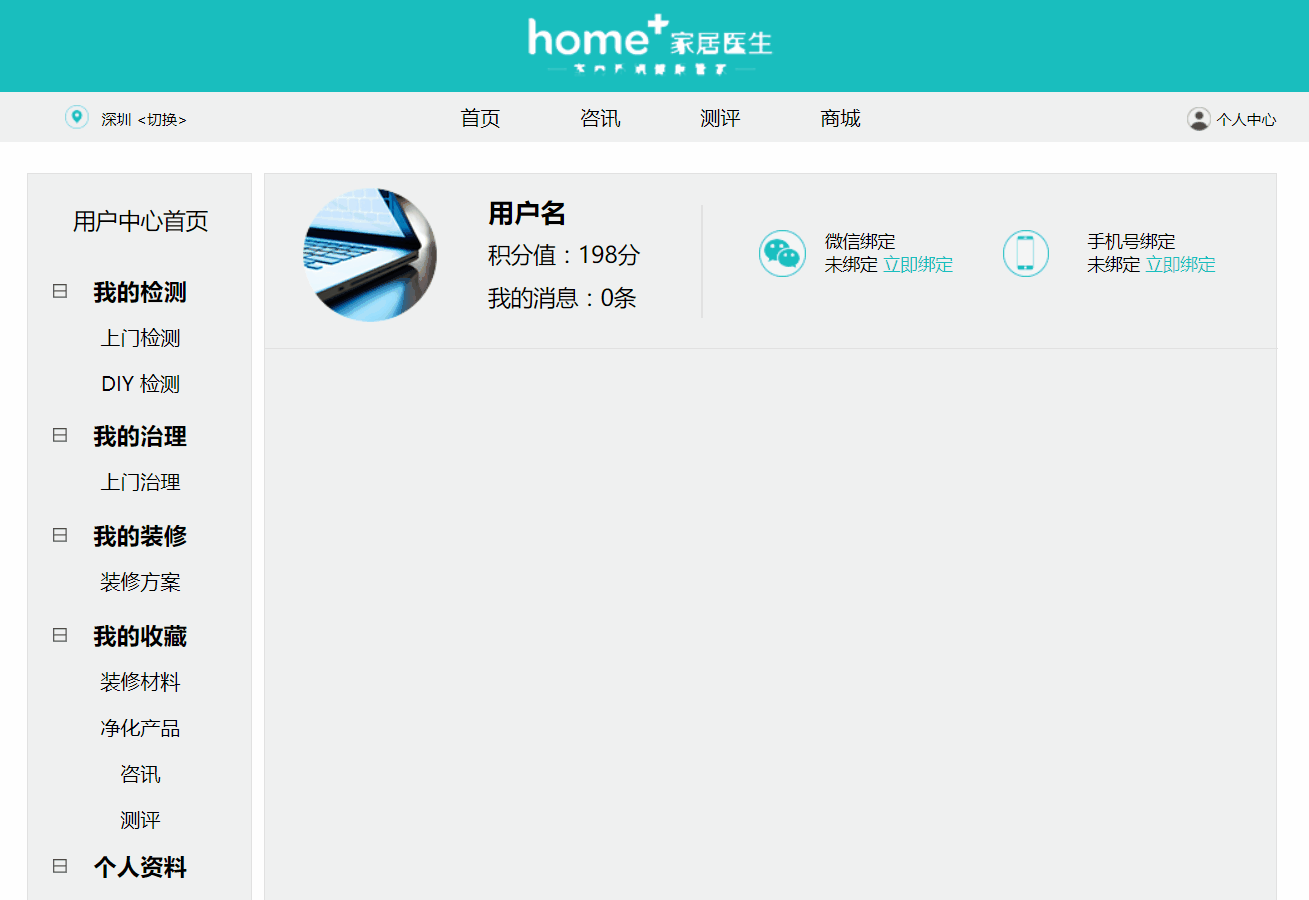 home+ 家居医生
深圳 <切换>
首页
咨讯
测评
商城
个人中心
用户中心首页
我的检测
上门检测
DIY 检测
我的治理
上门治理
我的装修
装修方案
我的收藏
装修材料
净化产品
咨讯
测评
个人资料
用户名
积分值：198分
我的消息：0条
微信绑定
未绑定 立即绑定
手机号绑定
未绑定 立即绑定